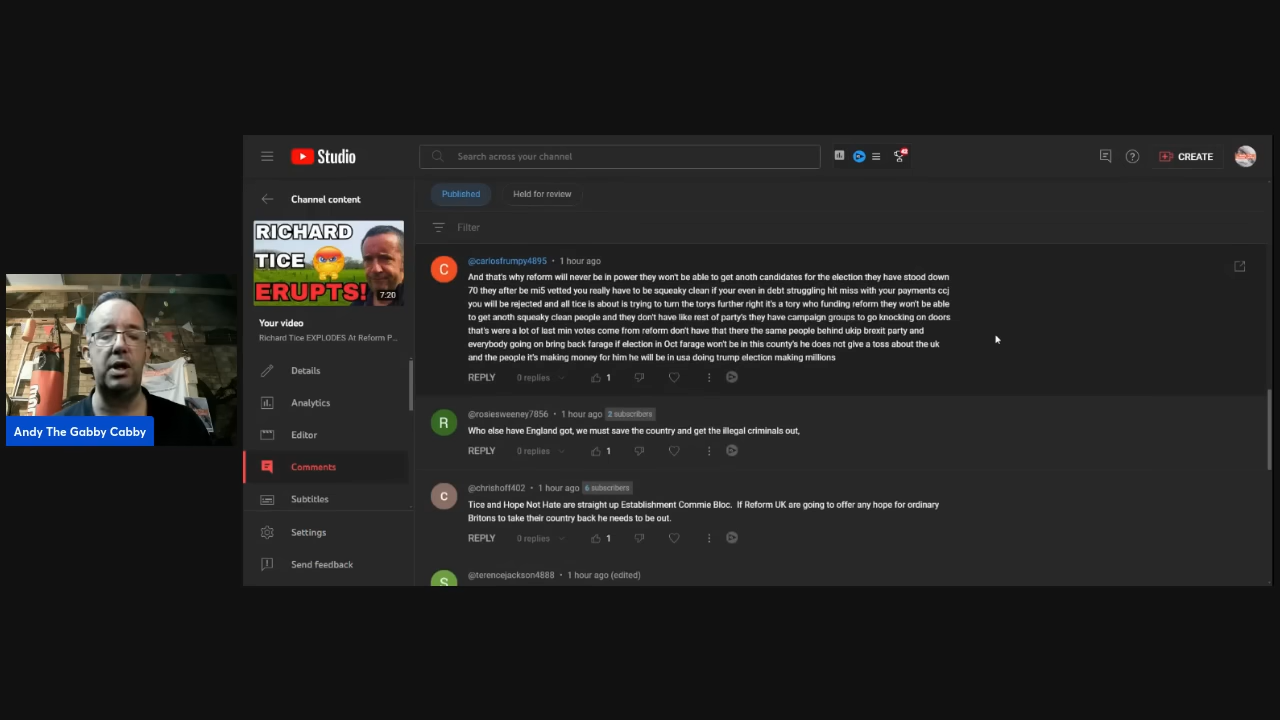 Studio
Search across your channel
CREATE
Channel content
Published
Held for review
Filter
RICHARD
TICE
ERUPTS!
7:20
Your video
Richard Tice EXPLODES At Reform P...
Details
Analytics
Editor
Comments
Subtitles
Settings
Send feedback
Andy The Gabby Cabby
C
@carlosfrumpy4895 • 1 hour ago
And that's why reform will never be in power they won't be able to get anoth candidates for the election they have stood down
70 they after be mi5 vetted you really have to be squeaky clean if your even in debt struggling hit miss with your payments ccj
you will be rejected and all tice is about is trying to turn the torys further right it's a tory who funding reform they won't be able
to get anoth squeaky clean people and they don't have like rest of party's they have campaign groups to go knocking on doors
that's were a lot of last min votes come from reform don't have that there the same people behind ukip brexit party and
everybody going on bring back farage if election in Oct farage won't be in this county's he does not give a toss about the uk
and the people it's making money for him he will be in usa doing trump election making millions
REPLY 0 replies 1
R
@rosiesweeney7856 • 1 hour ago 2 subscribers
Who else have England got, we must save the country and get the illegal criminals out,
REPLY 1
C
@chrishoff402 • 1 hour ago 6 subscribers
Tice and Hope Not Hate are straight up Establishment Commie Bloc. If Reform UK are going to offer any hope for ordinary
Britons to take their country back he needs to be out.
REPLY 0 replies 1
S
@terencejackson4888 • 1 hour ago (edited)